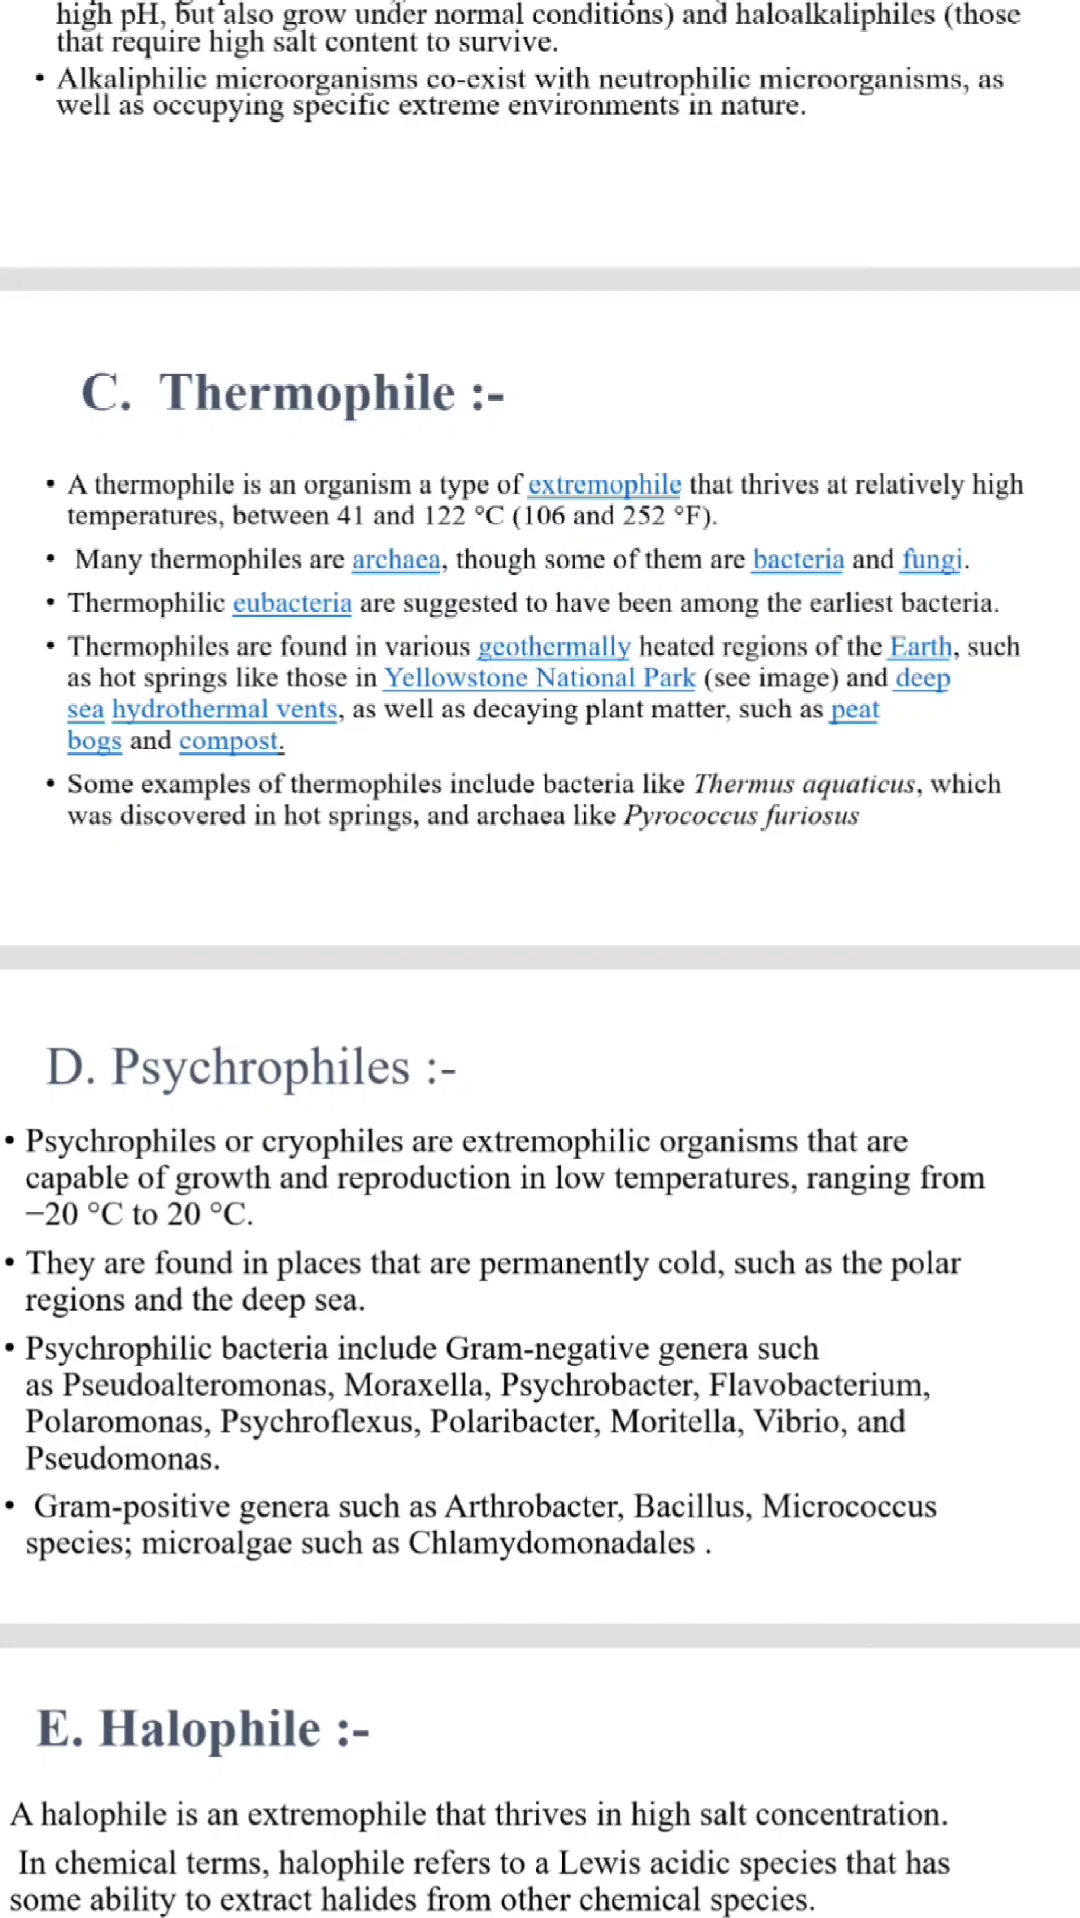 high pH, but also grow under normal conditions) and haloalkaliphiles (those
that require high salt content to survive.
• Alkaliphilic microorganisms co-exist with neutrophilic microorganisms, as
well as occupying specific extreme environments in nature.
C. Thermophile :-
• A thermophile is an organism a type of extremophile that thrives at relatively high
temperatures, between 41 and 122 °C (106 and 252 °F).
• Many thermophiles are archaea, though some of them are bacteria and fungi.
• Thermophilic eubacteria are suggested to have been among the earliest bacteria.
• Thermophiles are found in various geothermally heated regions of the Earth, such
as hot springs like those in Yellowstone National Park (see image) and deep
sea hydrothermal vents, as well as decaying plant matter, such as peat
bogs and compost.
• Some examples of thermophiles include bacteria like Thermus aquaticus, which
was discovered in hot springs, and archaea like Pyrococcus furiosus
D. Psychrophiles :-
• Psychrophiles or cryophiles are extremophilic organisms that are
capable of growth and reproduction in low temperatures, ranging from
−20 °C to 20 °C.
• They are found in places that are permanently cold, such as the polar
regions and the deep sea.
• Psychrophilic bacteria include Gram-negative genera such
as Pseudoalteromonas, Moraxella, Psychrobacter, Flavobacterium,
Polaromonas, Psychroflexus, Polaribacter, Moritella, Vibrio, and
Pseudomonas.
• Gram-positive genera such as Arthrobacter, Bacillus, Micrococcus
species; microalgae such as Chlamydomonadales .
E. Halophile :-
A halophile is an extremophile that thrives in high salt concentration.
In chemical terms, halophile refers to a Lewis acidic species that has
some ability to extract halides from other chemical species.